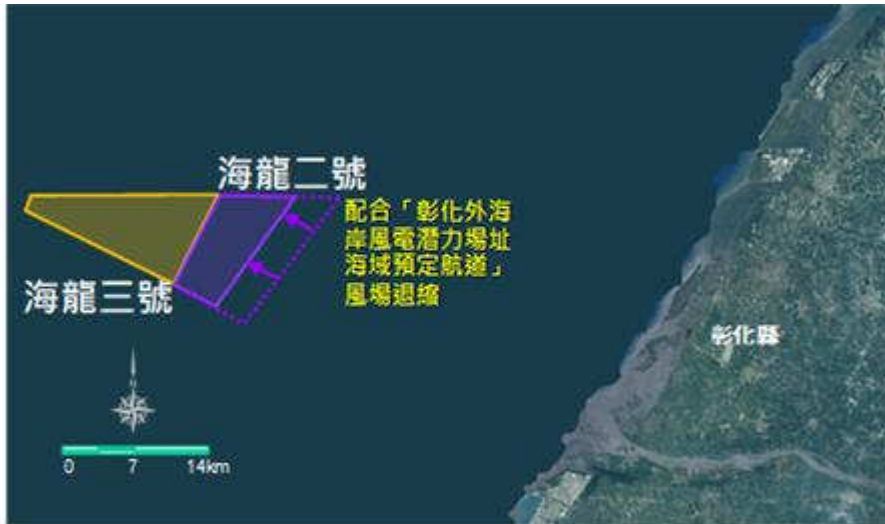 海龍二號
配合「彰化外海
岸風電潛力場址
海域預定航道」
風場退縮
海龍三號
彰化縣
0 7 14km